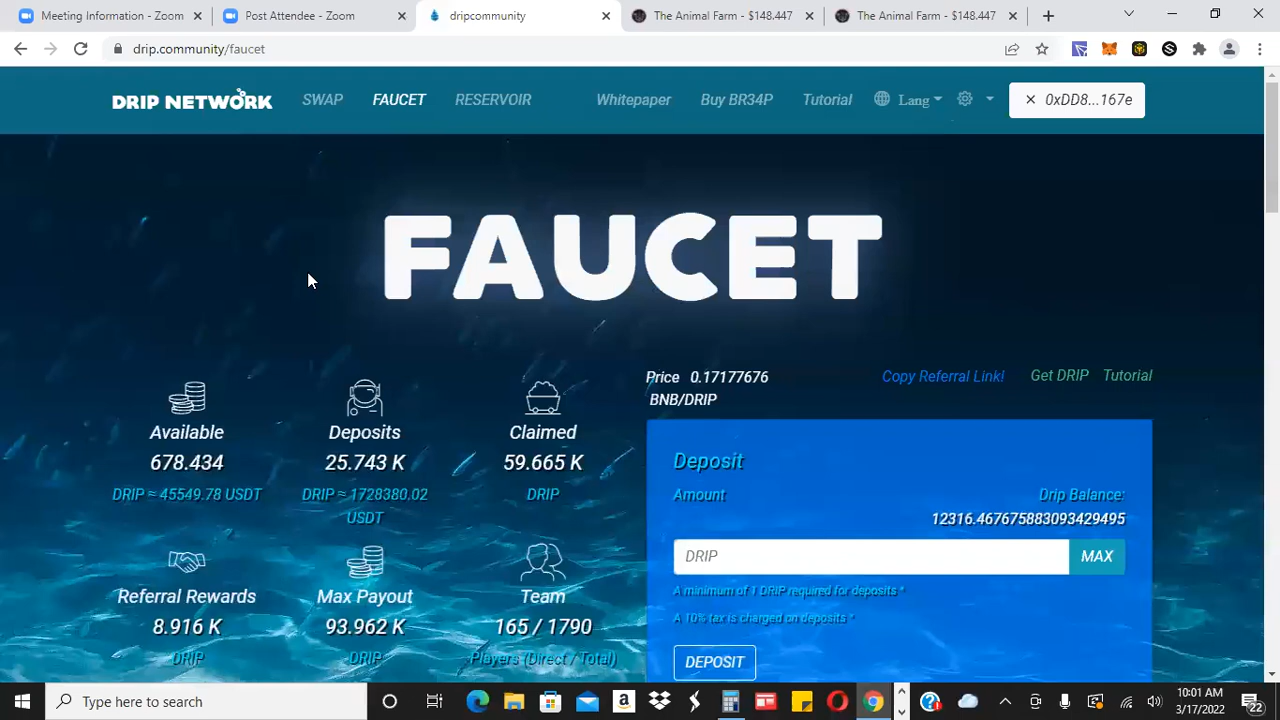 Meeting Information - Zoom
Post Attendee - Zoom
dripcommunity
The Animal Farm - $148.447
The Animal Farm - $148.447
drip.community/faucet
DRIP NETWORK
SWAP
FAUCET
RESERVOIR
Whitepaper
Buy BR34P
Tutorial
Lang
0xDD8...167e
FAUCET
Price 0.17177676
BNB/DRIP
Copy Referral Link!
Get DRIP
Tutorial
Available
678.434
DRIP ≈ 45549.78 USDT
Deposits
25.743 K
DRIP ≈ 1728380.02
USDT
Claimed
59.665 K
DRIP
Referral Rewards
8.916 K
DRIP
Max Payout
93.962 K
DRIP
Team
165 / 1790
Players (Direct / Total)
Deposit
Amount
Drip Balance:
12316.467675883093429495
DRIP
MAX
A minimum of 1 DRIP required for deposits *
A 10% tax is charged on deposits *
DEPOSIT
Type here to search
10:01 AM
3/17/2022
22